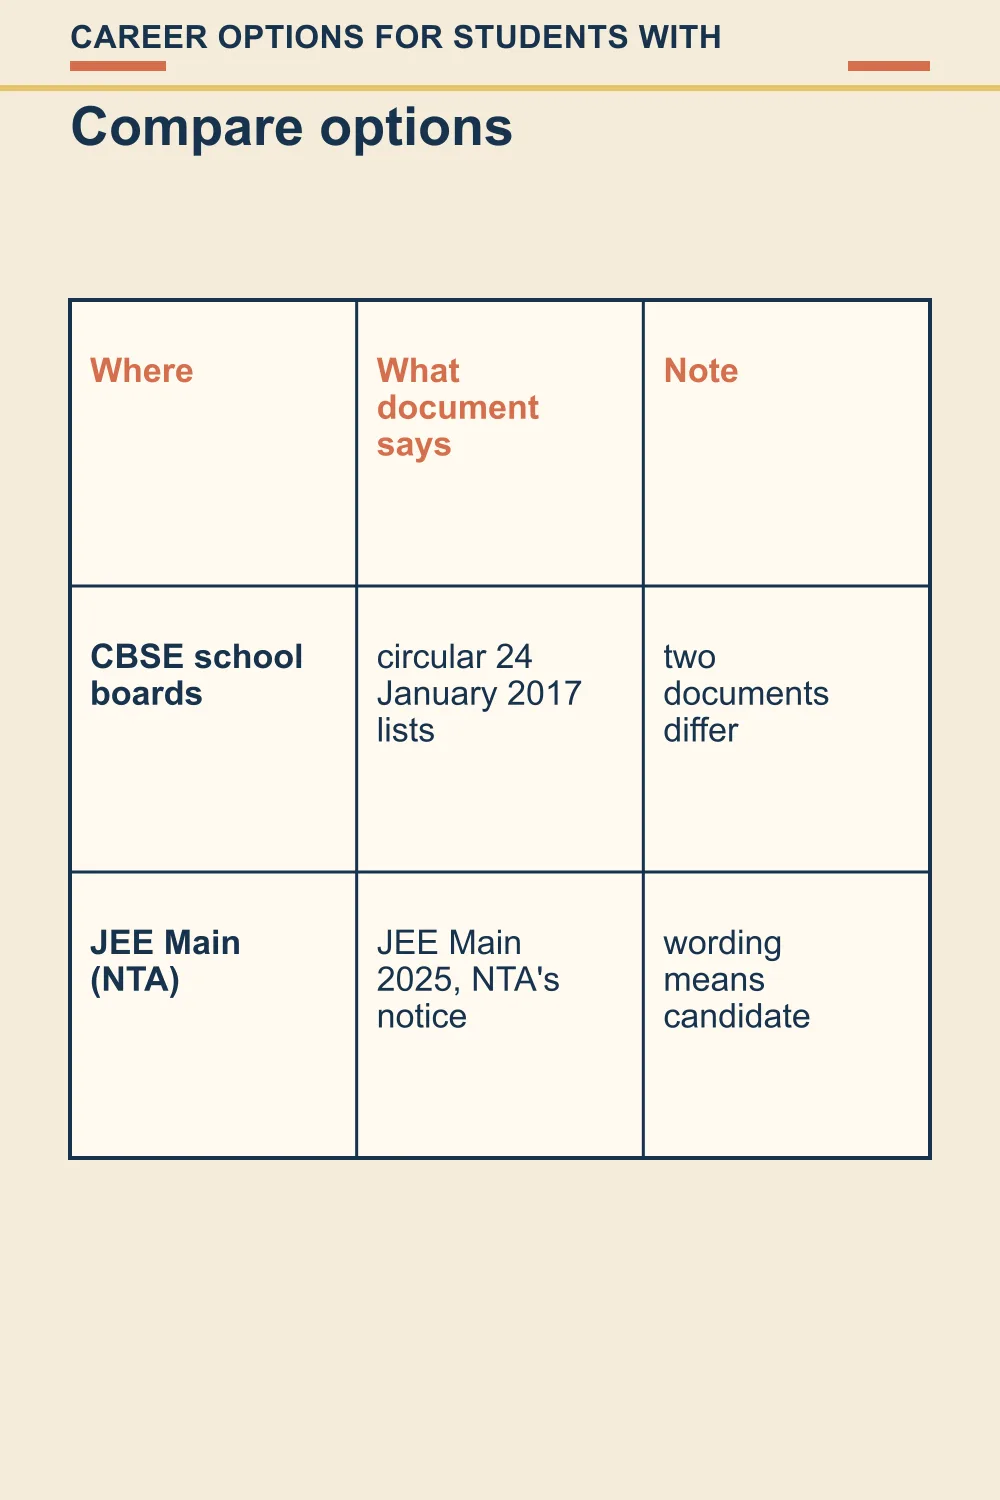 CAREER OPTIONS FOR STUDENTS WITH
Compare options
Where
What
document
says
Note
CBSE school
boards
circular 24
January 2017
lists
two
documents
differ
JEE Main
(NTA)
JEE Main
2025, NTA's
notice
wording
means
candidate